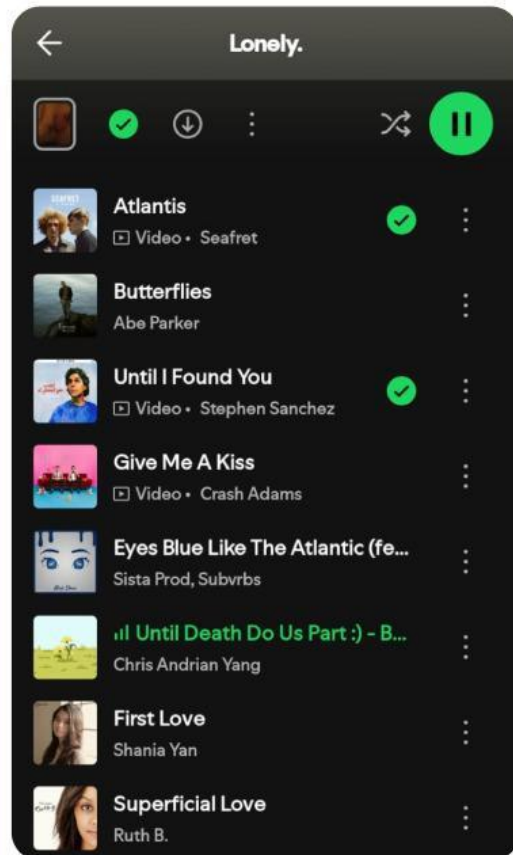 Lonely.
SEAFRET
Atlantis
Video • Seafret
Butterflies
Abe Parker
Until I Found You
Video • Stephen Sanchez
Give Me A Kiss
Video • Crash Adams
Eyes Blue Like The Atlantic (fe...
Sista Prod, Subvrbs
Until Death Do Us Part :) - B...
Chris Andrian Yang
First Love
Shania Yan
Superficial Love
Ruth B.